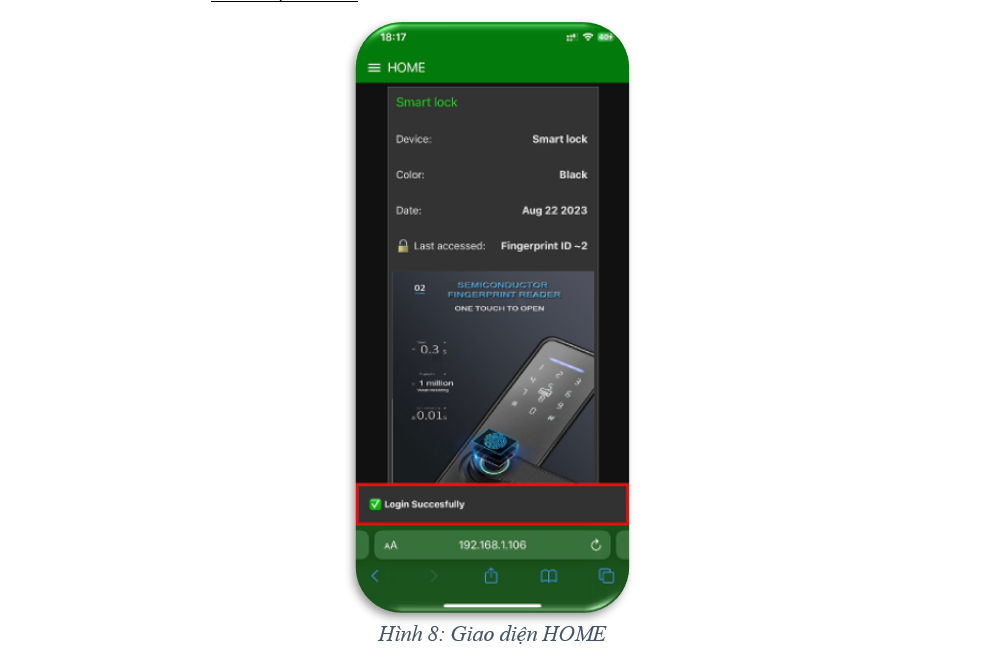 18:17
HOME
Smart lock
Device: Smart lock
Color: Black
Date: Aug 22 2023
Last accessed: Fingerprint ID ~2
02
SEMICONDUCTOR
FINGERPRINT READER
ONE TOUCH TO OPEN
0.3 s
1 million
0.01s
Login Succesfully
AA 192.168.1.106
Hình 8: Giao diện HOME